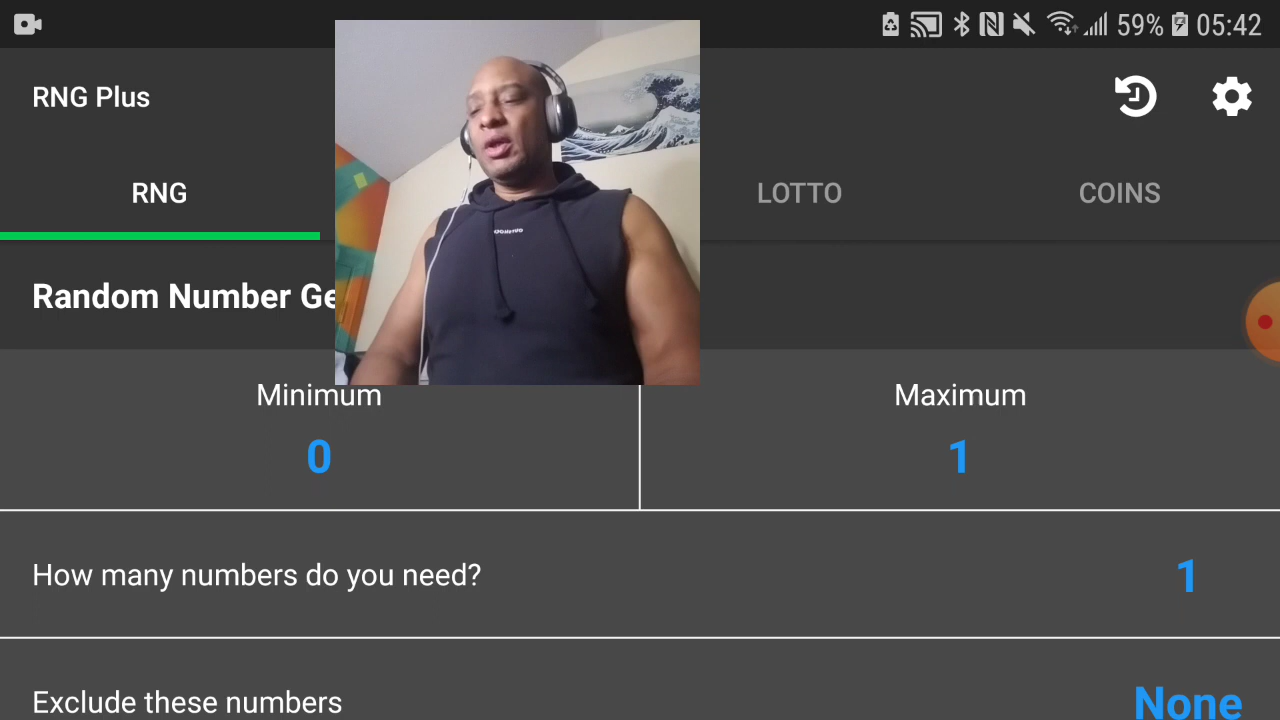 59% 05:42
RNG Plus
RNG
LOTTO
COINS
Random Number Ge
Minimum
Maximum
0
1
How many numbers do you need?
1
Exclude these numbers
None